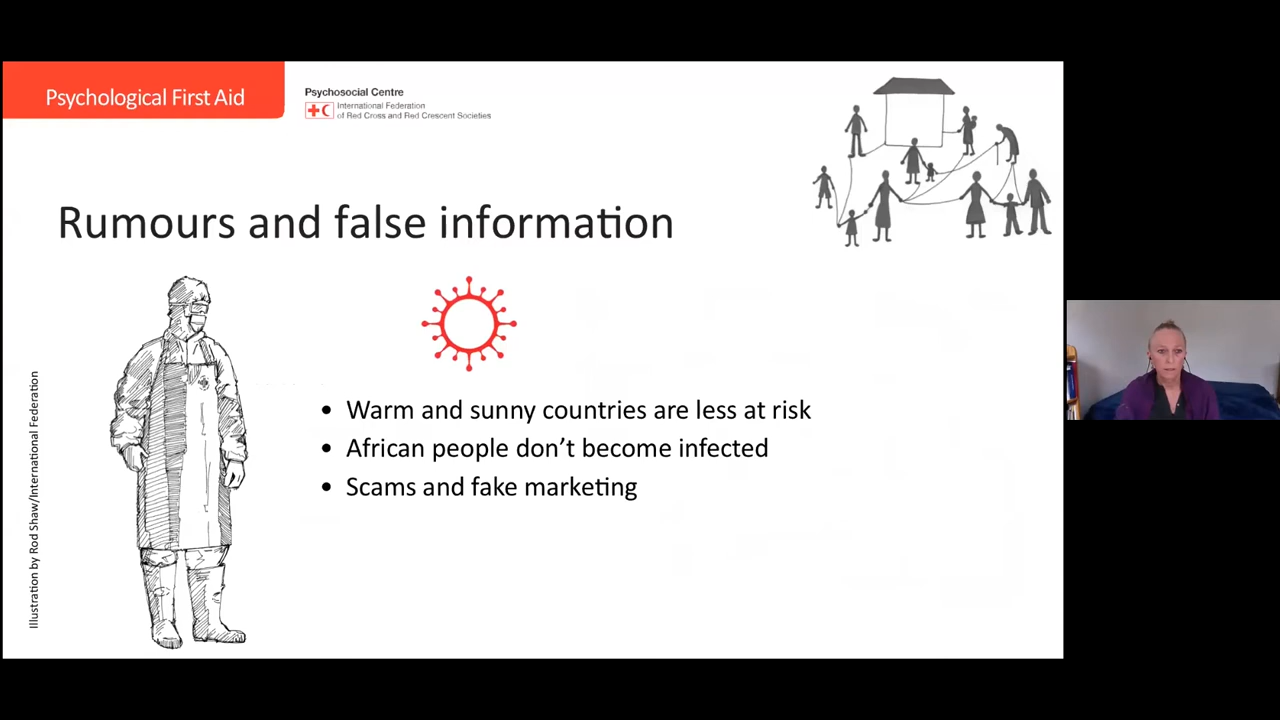 Psychological First Aid
Psychosocial Centre
International Federation
of Red Cross and Red Crescent Societies
Rumours and false information
• Warm and sunny countries are less at risk
• African people don’t become infected
• Scams and fake marketing
Illustration by Rod Shaw/International Federation